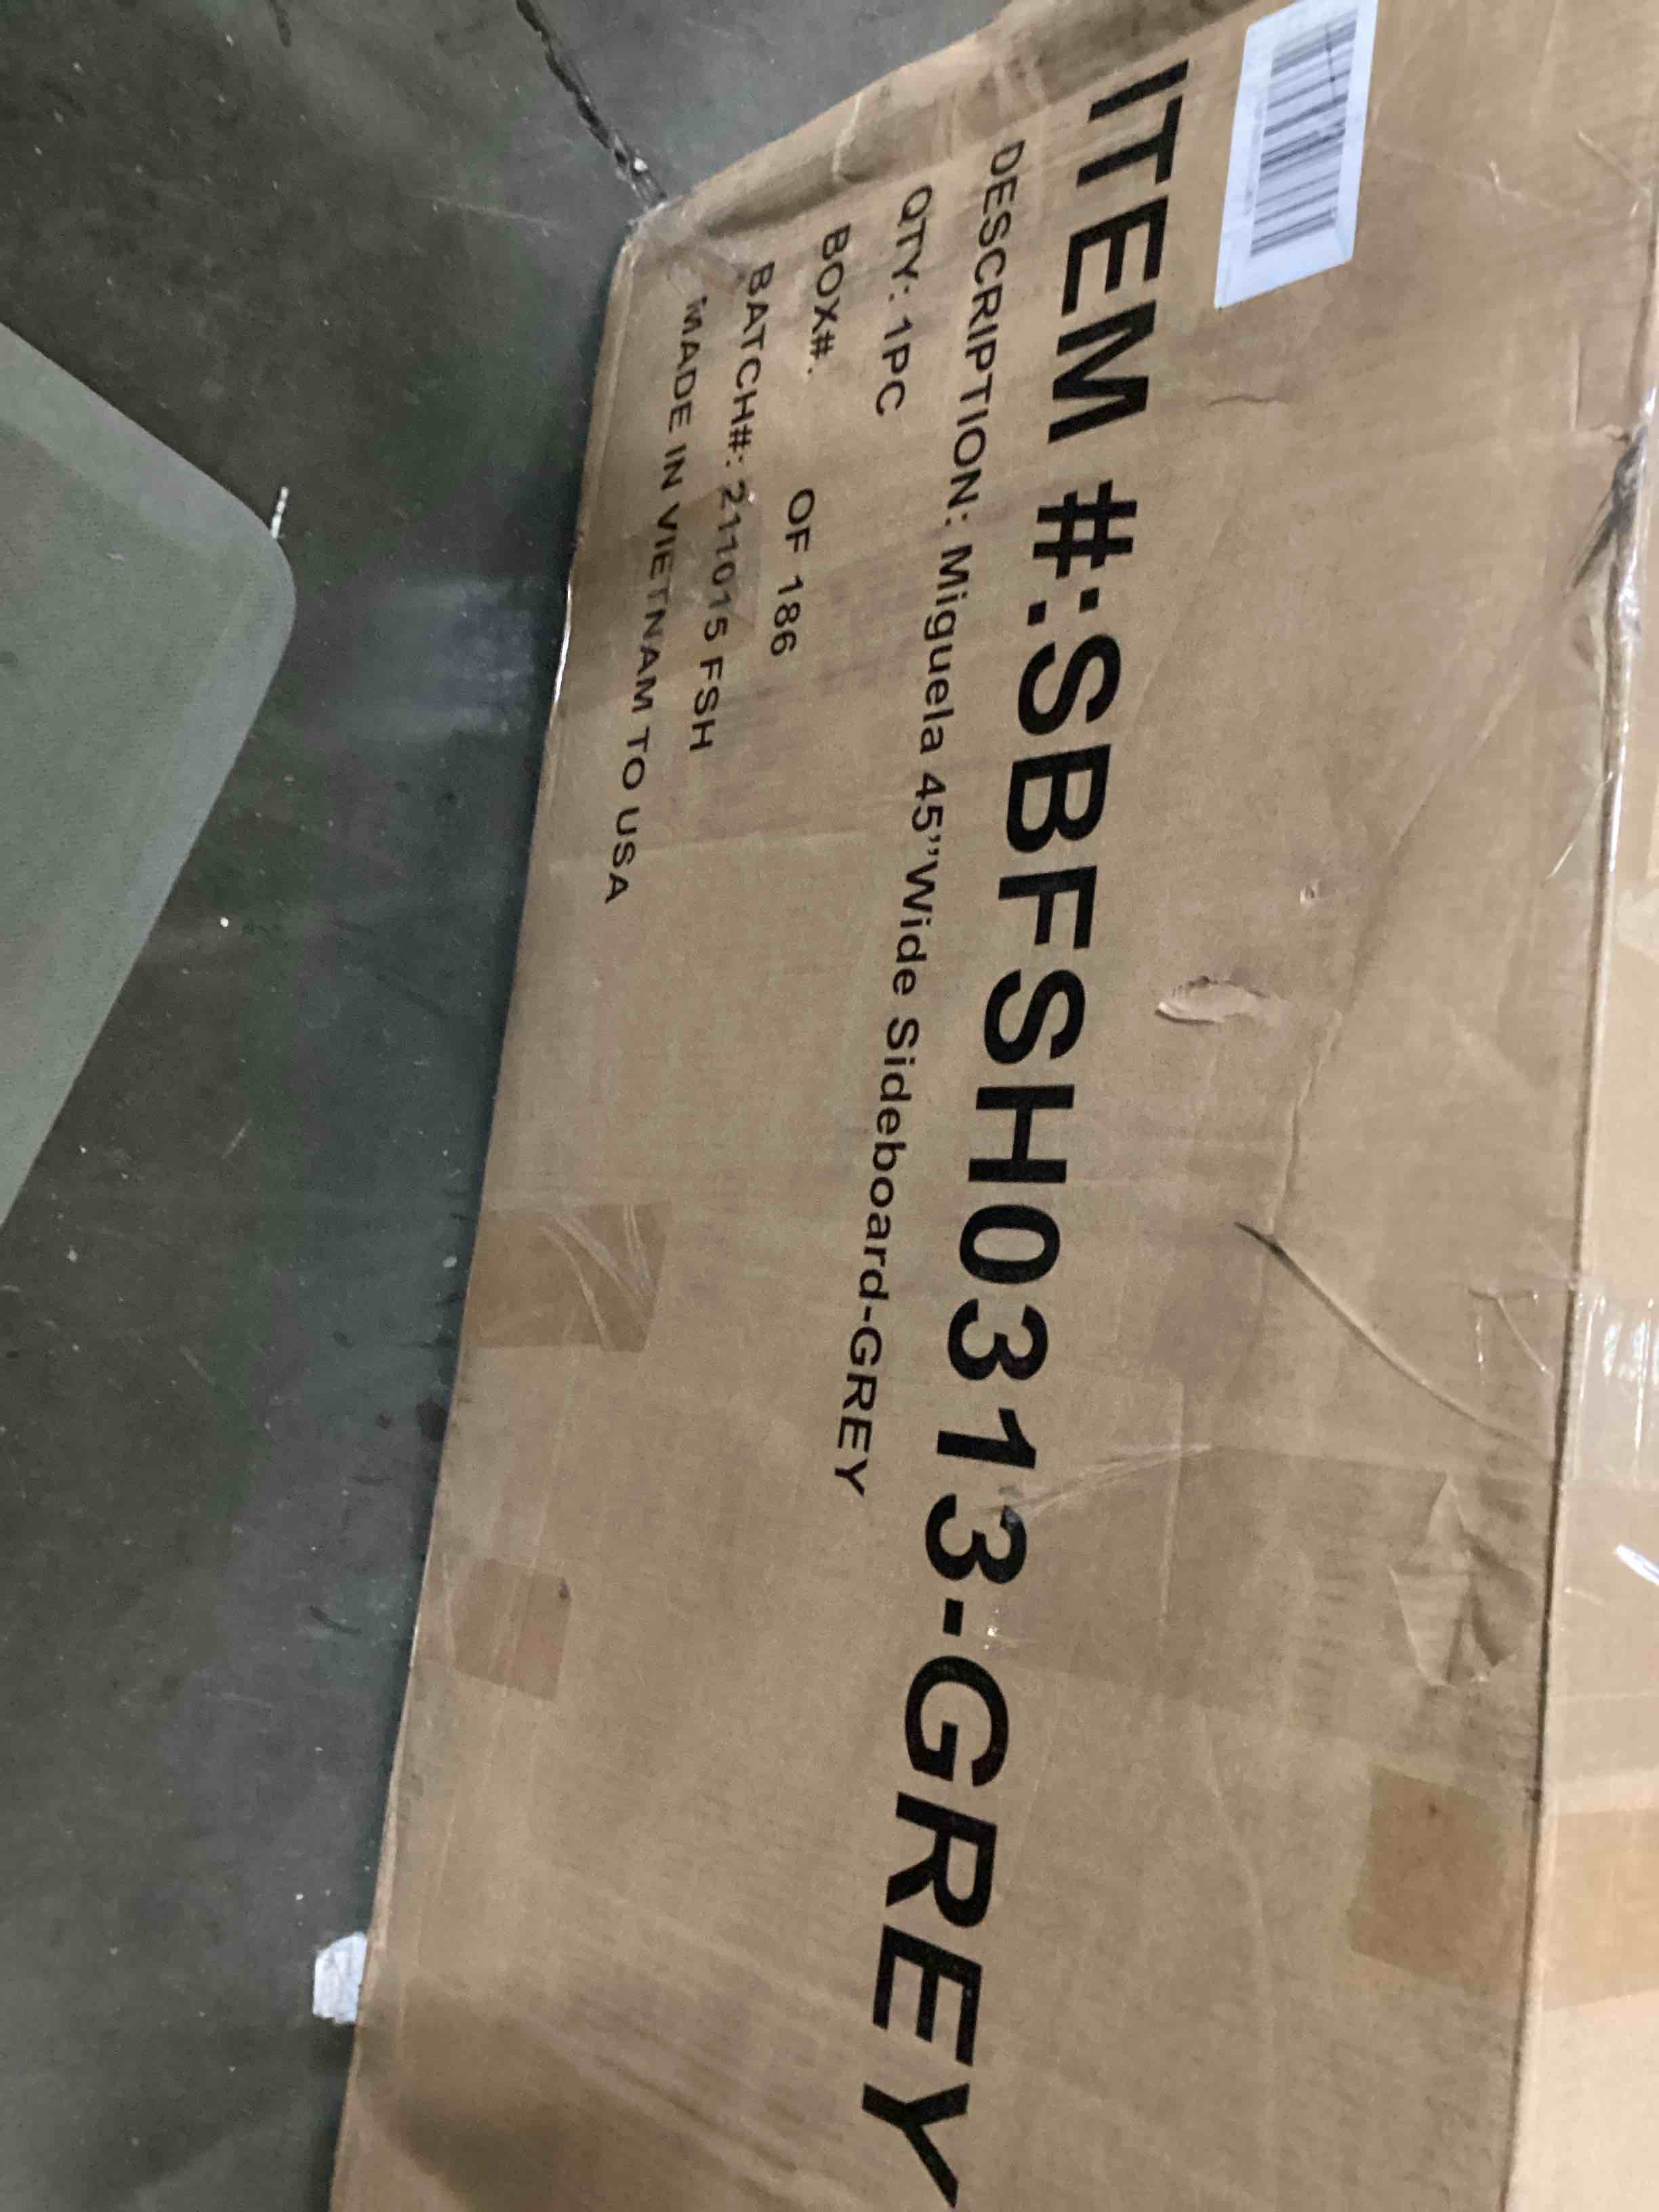 ITEM #:SBFSH0313-GREY
DESCRIPTION: Miguela 45''Wide Sideboard-GREY
QTY: 1PC
BOX#. OF 186
BATCH#: 211015 FSH
MADE IN VIETNAM TO USA